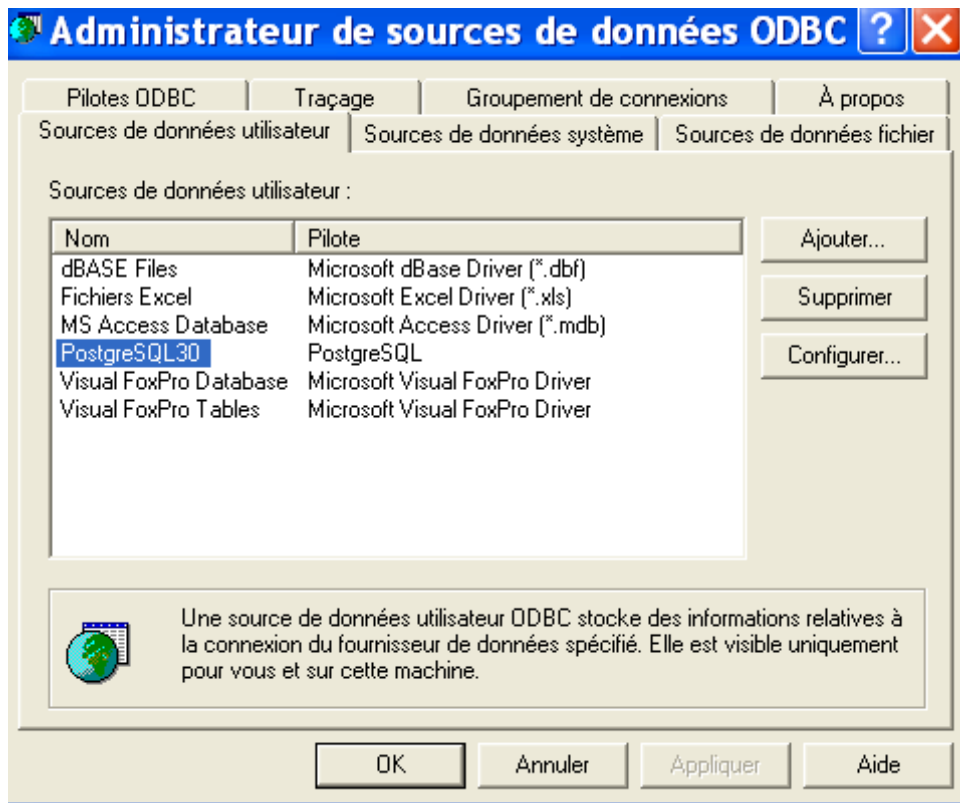 Administrateur de sources de données ODBC
Pilotes ODBC Traçage Groupement de connexions À propos
Sources de données utilisateur Sources de données système Sources de données fichier
Sources de données utilisateur :
Nom Pilote
dBASE Files Microsoft dBase Driver (*.dbf)
Fichiers Excel Microsoft Excel Driver (*.xls)
MS Access Database Microsoft Access Driver (*.mdb)
PostgreSQL30 PostgreSQL
Visual FoxPro Database Microsoft Visual FoxPro Driver
Visual FoxPro Tables Microsoft Visual FoxPro Driver
Ajouter...
Supprimer
Configurer...
Une source de données utilisateur ODBC stocke des informations relatives à
la connexion du fournisseur de données spécifié. Elle est visible uniquement
pour vous et sur cette machine.
OK Annuler Appliquer Aide